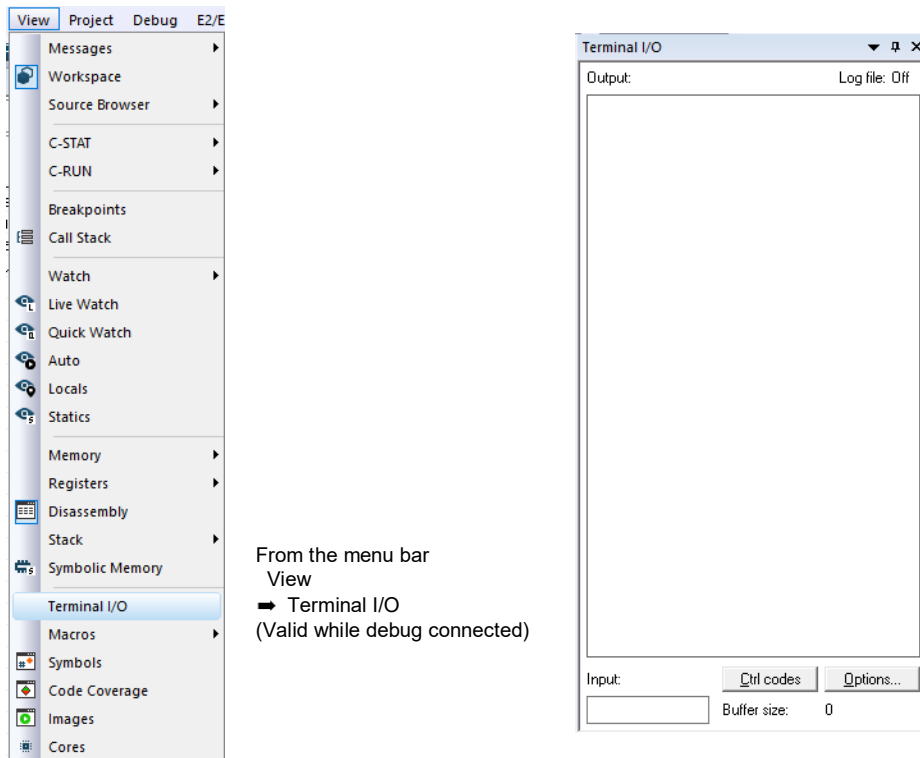 View Project Debug E2/E
Messages
Workspace
Source Browser
C-STAT
C-RUN
Breakpoints
Call Stack
Watch
Live Watch
Quick Watch
Auto
Locals
Statics
Memory
Registers
Disassembly
Stack
Symbolic Memory
Terminal I/O
Macros
Symbols
Code Coverage
Images
Cores
From the menu bar
View
➡ Terminal I/O
(Valid while debug connected)
Terminal I/O
Output: Log file: Off
Input: Ctrl codes Options...
Buffer size: 0